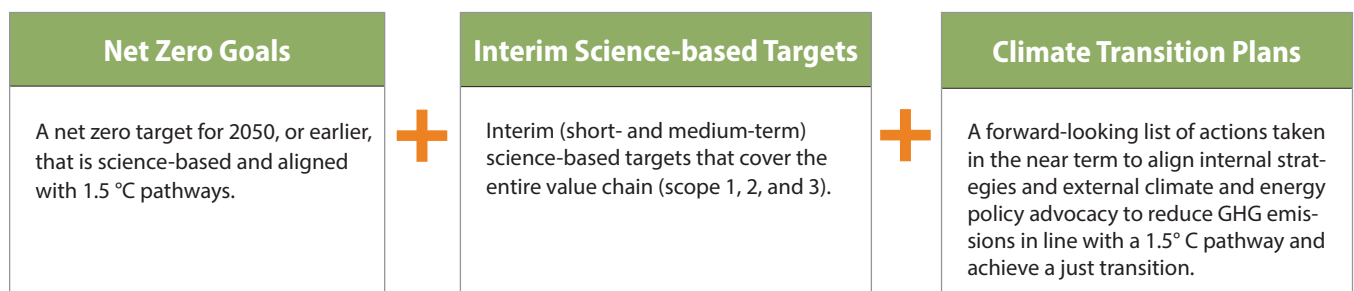 Net Zero Goals
A net zero target for 2050, or earlier,
that is science-based and aligned
with 1.5 °C pathways.
+
Interim Science-based Targets
Interim (short- and medium-term)
science-based targets that cover the
entire value chain (scope 1, 2, and 3).
+
Climate Transition Plans
A forward-looking list of actions taken
in the near term to align internal strat-
egies and external climate and energy
policy advocacy to reduce GHG emis-
sions in line with a 1.5° C pathway and
achieve a just transition.